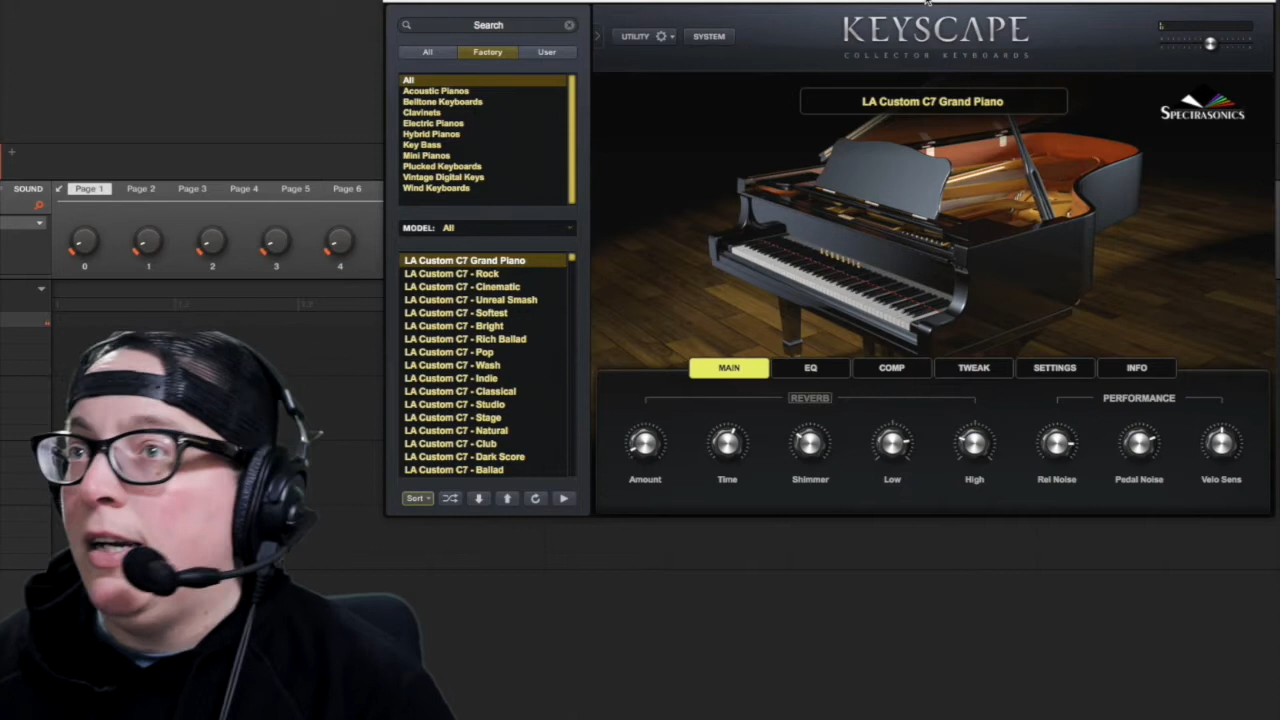 Search
All Factory User
All
Acoustic Pianos
Belltone Keyboards
Clavinets
Electric Pianos
Hybrid Pianos
Key Bass
Mini Pianos
Plucked Keyboards
Vintage Digital Keys
Wind Keyboards
MODEL: All
LA Custom C7 Grand Piano
LA Custom C7 - Rock
LA Custom C7 - Cinematic
LA Custom C7 - Unreal Smash
LA Custom C7 - Softest
LA Custom C7 - Bright
LA Custom C7 - Rich Ballad
LA Custom C7 - Pop
LA Custom C7 - Wash
LA Custom C7 - Indie
LA Custom C7 - Classical
LA Custom C7 - Studio
LA Custom C7 - Stage
LA Custom C7 - Natural
LA Custom C7 - Club
LA Custom C7 - Dark Score
LA Custom C7 - Ballad
Sort
UTILITY SYSTEM
KEYSCAPE
COLLECTOR KEYBOARDS
LA Custom C7 Grand Piano
SPECTRASONICS
MAIN EQ COMP TWEAK SETTINGS INFO
REVERB PERFORMANCE
Amount Time Shimmer Low High Rel Noise Pedal Noise Velo Sens
SOUND Page 1 Page 2 Page 3 Page 4 Page 5 Page 6
0 1 2 3 4